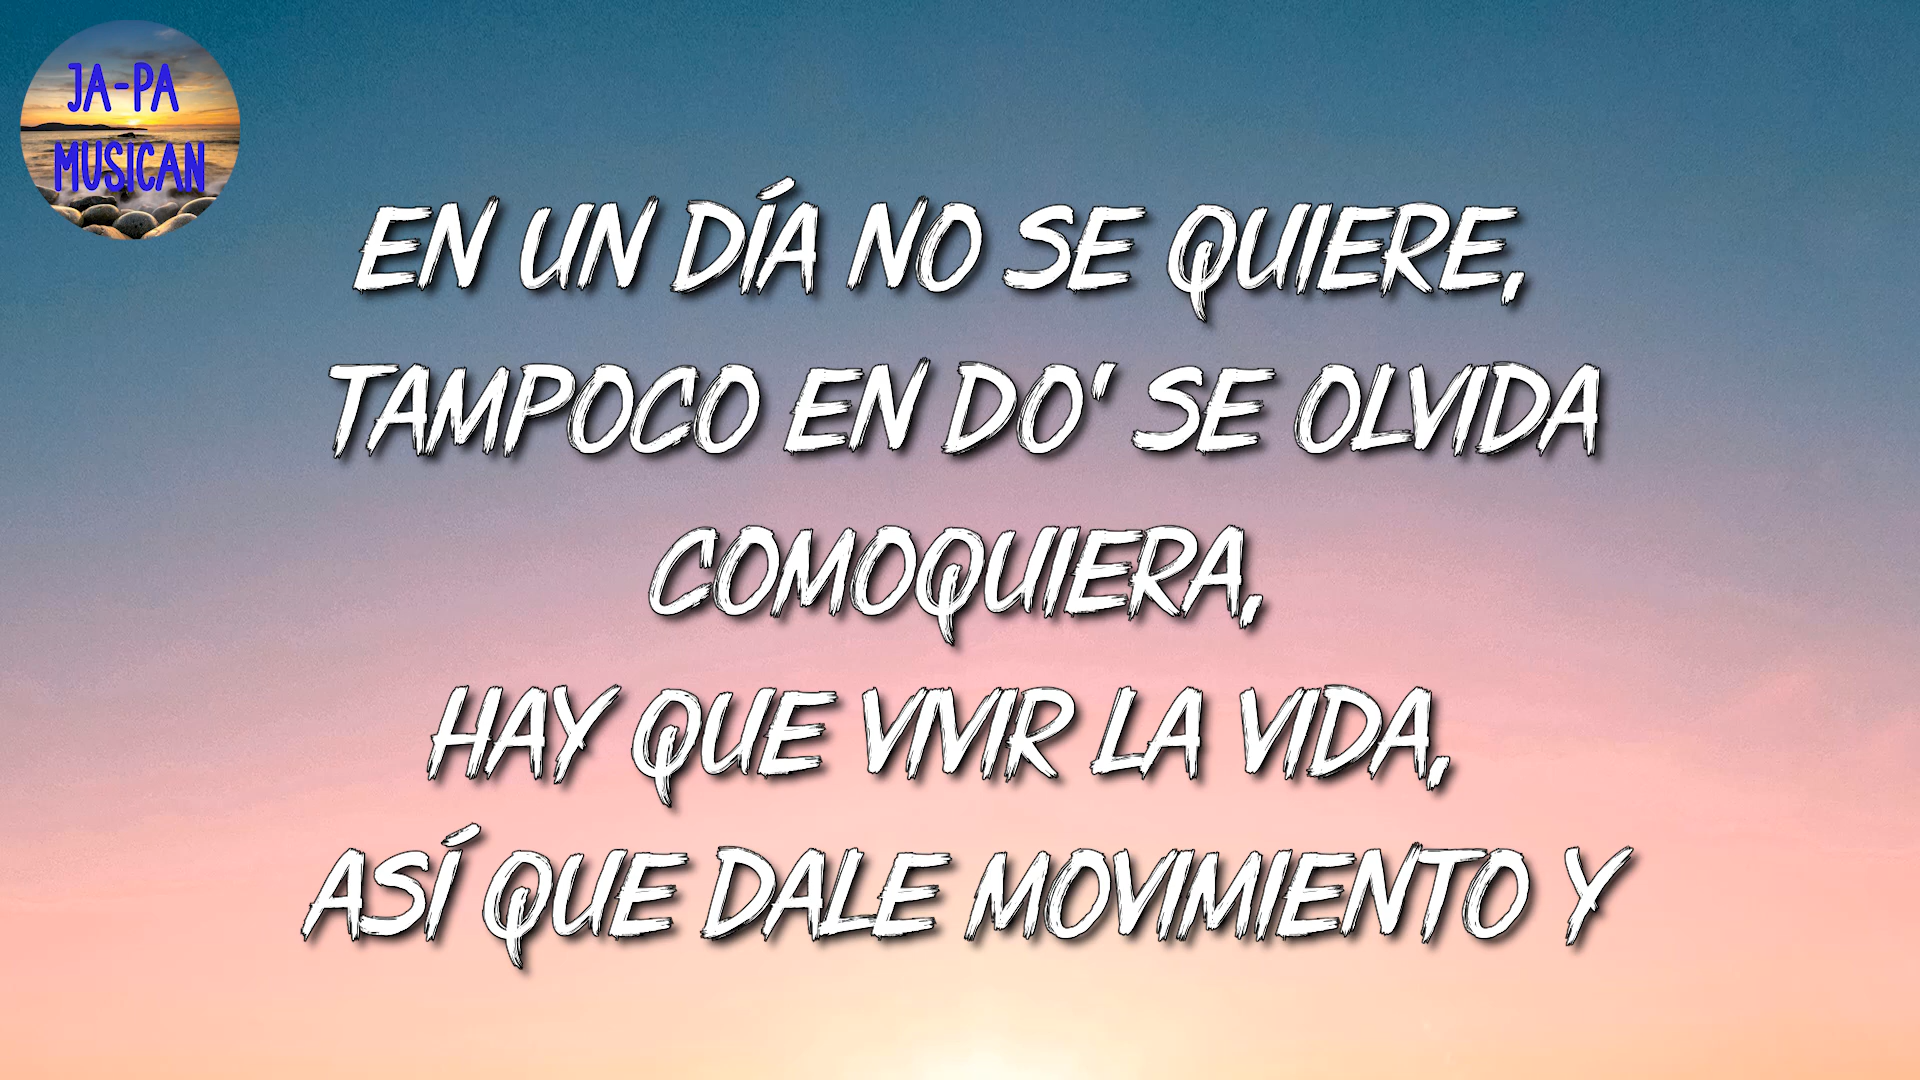 JA-PA
MUSICAN
EN UN DÍA NO SE QUIERE,
TAMPOCO EN DO' SE OLVIDA
COMOQUIERA,
HAY QUE VIVIR LA VIDA,
ASÍ QUE DALE MOVIMIENTO Y